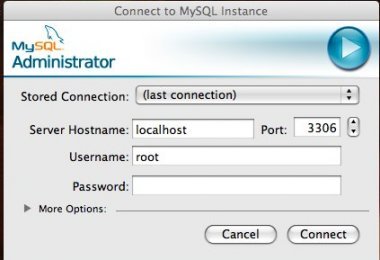 Connect to MySQL Instance
MySQL
Administrator
Stored Connection: (last connection)
Server Hostname: localhost Port: 3306
Username: root
Password:
More Options:
Cancel Connect